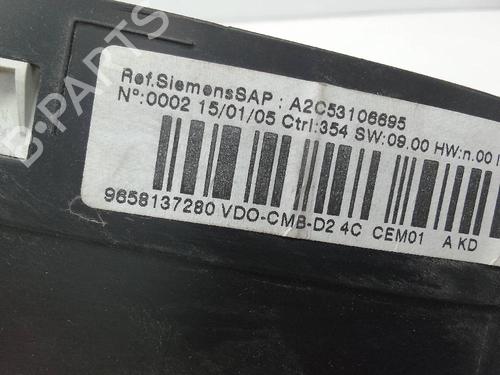 B-PARTS
Ref.SiemensSAP : A2C53106695
N°:0002 15/01/05 Ctrl:354 SW:09.00 HW:n.00
9658137280 VDO-CMB-D2 4C CEM01 A KD